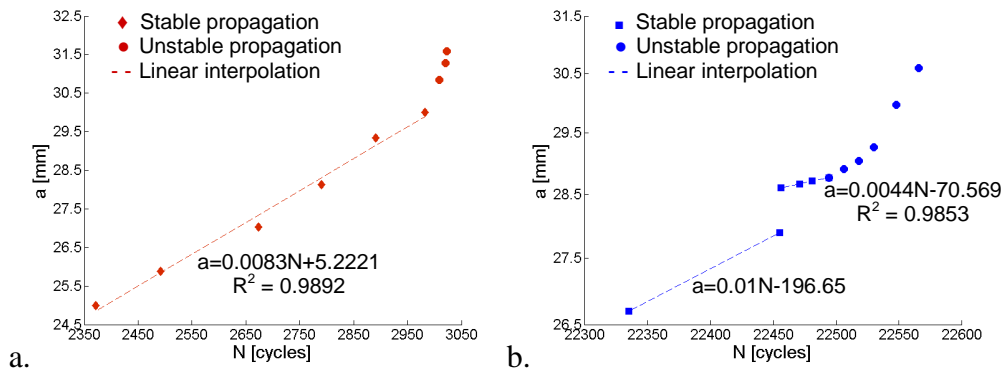 32.5
31.5
30.5
29.5
28.5
27.5
26.5
25.5
24.5
a [mm]
Stable propagation
Unstable propagation
Linear interpolation
a=0.0083N+5.2221
R² = 0.9892
2350 2450 2550 2650 2750 2850 2950 3050
N [cycles]
a.
31.5
30.5
29.5
28.5
27.5
26.5
a [mm]
Stable propagation
Unstable propagation
Linear interpolation
a=0.0044N-70.569
R² = 0.9853
a=0.01N-196.65
22300 22350 22400 22450 22500 22550 22600
N [cycles]
b.